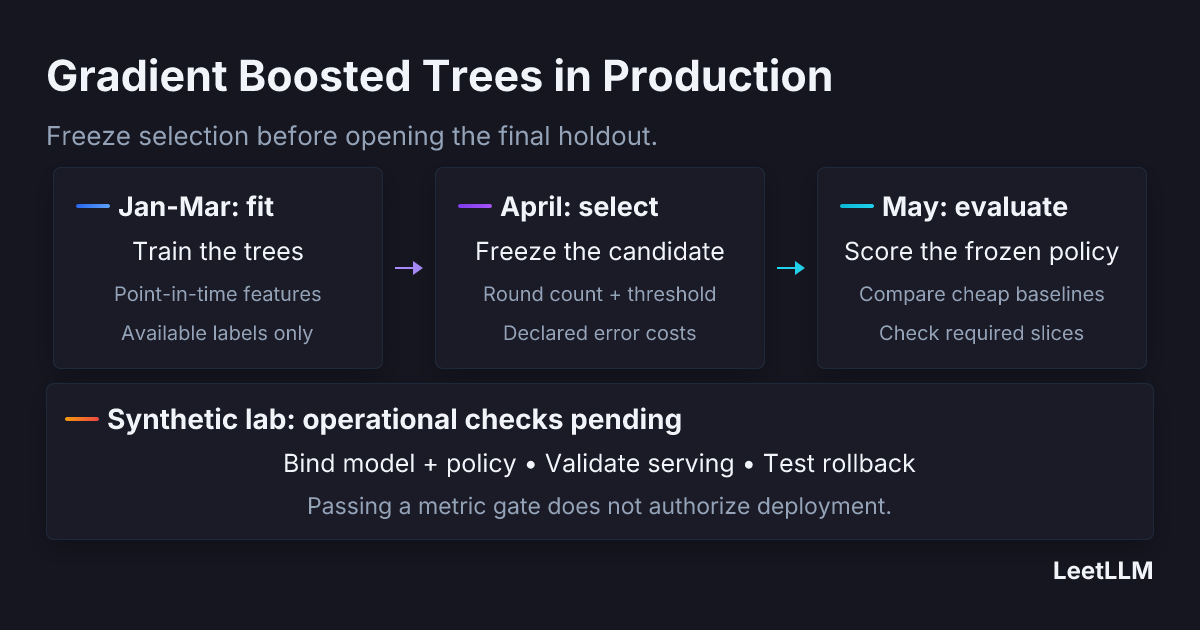 Gradient Boosted Trees in Production
Freeze selection before opening the final holdout.
Jan-Mar: fit
Train the trees
Point-in-time features
Available labels only
April: select
Freeze the candidate
Round count + threshold
Declared error costs
May: evaluate
Score the frozen policy
Compare cheap baselines
Check required slices
Synthetic lab: operational checks pending
Bind model + policy • Validate serving • Test rollback
Passing a metric gate does not authorize deployment.
LeetLLM